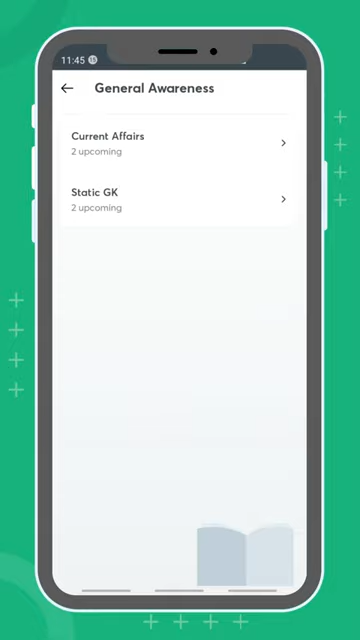 11:45
General Awareness
Current Affairs
2 upcoming
Static GK
2 upcoming